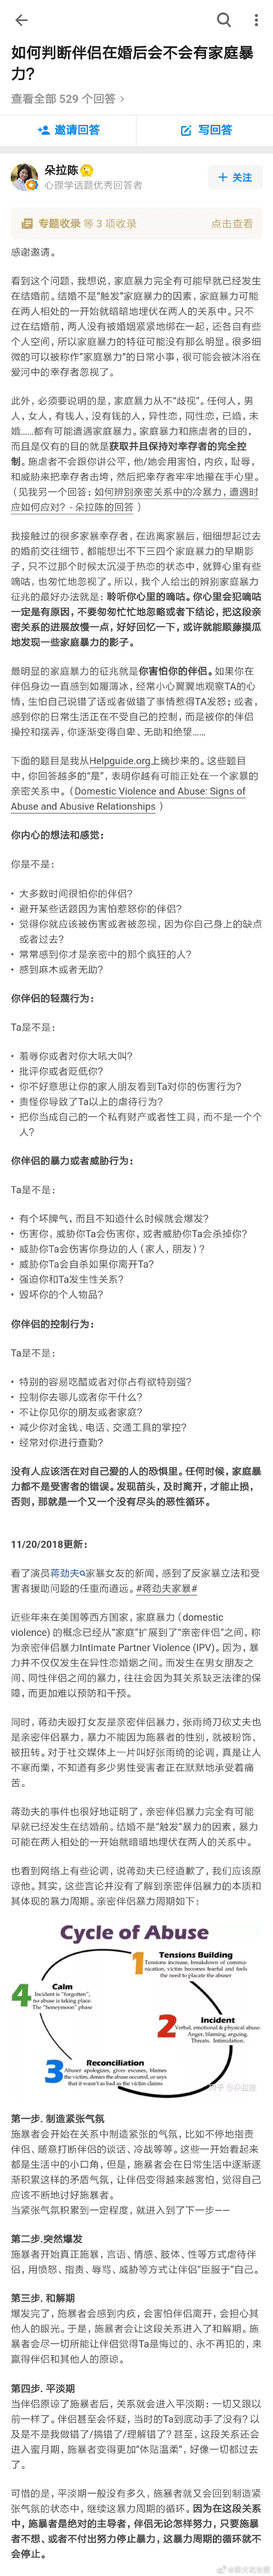 如何判断伴侣在婚后会不会有家庭暴
力？
查看全部 529 个回答 >
邀请回答
写回答
朵拉陈
心理学话题优秀回答者
+ 关注
专题收录 等 3 项收录
点击查看
感谢邀请。
看到这个问题，我想说，家庭暴力完全有可能早就已经发生
在结婚前。结婚不是“触发”家庭暴力的因素，家庭暴力可能
在两人相处的一开始就暗暗地埋伏在两人的关系中。只不
过在结婚前，两人没有被婚姻紧紧地绑在一起，还各自有些
个人空间，所以家庭暴力的特征可能没有那么明显。很多细
微的可以被称作“家庭暴力”的日常小事，很可能会被沐浴在
爱河中的幸存者忽视了。
此外，必须要说明的是，家庭暴力从不“歧视”。任何人，男
人，女人，有钱人，没有钱的人，异性恋，同性恋，已婚，未
婚......都有可能遭遇家庭暴力。家庭暴力和施虐者的目的，
而且是仅有的目的就是获取并且保持对幸存者的完全控
制。施虐者不会跟你讲公平，他/她会用害怕，内疚，耻辱，
和威胁来把幸存者击垮，然后把幸存者牢牢地攥在手心里。
（见我另一个回答: 如何辨别亲密关系中的冷暴力，遭遇时
应如何应对？ - 朵拉陈的回答 ）
我接触过的很多家暴幸存者，在逃离家暴后，细细想起过去
的婚前交往细节，都能想出不下三四个家庭暴力的早期影
子，只不过那个时候太沉浸于热恋的状态中，就算心里有些
嘀咕，也匆忙地忽视了。所以，我个人给出的辨别家庭暴力
征兆的最好办法就是：聆听你心里的嘀咕。你心里会犯嘀咕
一定是有原因，不要匆匆忙忙地忽略或者下结论，把这段亲
密关系的进展放慢一点，好好回忆一下，或许就能顺藤摸瓜
地发现一些家庭暴力的影子。
最明显的家庭暴力的征兆就是你害怕你的伴侣。如果你在
伴侣身边一直感到如履薄冰，经常小心翼翼地观察TA的心
情，生怕自己说错了话或者做错了事情惹得TA发怒；或者，
感到你的日常生活正在不受自己的控制，而是被你的伴侣
操控和摆弄，你逐渐变得自卑、无助和绝望......
下面的题目是我从Helpguide.org上摘抄来的。这些题目
中，你回答越多的“是”，表明你越有可能正处在一个家暴的
亲密关系中。（Domestic Violence and Abuse: Signs of
Abuse and Abusive Relationships ）
你内心的想法和感觉：
你是不是：
• 大多数时间很怕你的伴侣？
• 避开某些话题因为害怕惹怒你的伴侣？
• 觉得你就应该被伤害或者被忽视，因为你自己身上的缺点
或者过去？
• 常常感到你才是亲密中的那个疯狂的人？
• 感到麻木或者无助？
你伴侣的轻蔑行为：
Ta是不是：
• 羞辱你或者对你大吼大叫？
• 批评你或者贬低你？
• 你不好意思让你的家人朋友看到Ta对你的伤害行为？
• 责怪你导致了Ta以上的虐待行为？
• 把你当成自己的一个私有财产或者性工具，而不是一个个
人？
你伴侣的暴力或者威胁行为：
Ta是不是：
• 有个坏脾气，而且不知道什么时候就会爆发？
• 伤害你，威胁你Ta会伤害你，或者威胁你Ta会杀掉你？
• 威胁你Ta会伤害你身边的人（家人，朋友）？
• 威胁你Ta会自杀如果你离开Ta？
• 强迫你和Ta发生性关系？
• 毁坏你的个人物品？
你伴侣的控制行为：
Ta是不是：
• 特别的容易吃醋或者对你占有欲特别强？
• 控制你去哪儿或者你干什么？
• 不让你见你的朋友或者家庭？
• 减少你对金钱、电话、交通工具的掌控？
• 经常对你进行查勤？
没有人应该活在对自己爱的人的恐惧里。任何时候，家庭暴
力都不是受害者的错误。发现苗头，及时离开，才能止损，
否则，那就是一个又一个没有尽头的恶性循环。
11/20/2018更新：
看了演员蒋劲夫家暴女友的新闻，感到了反家暴立法和受
害者援助问题的任重而道远。#蒋劲夫家暴#
近些年来在美国等西方国家，家庭暴力（domestic
violence) 的概念已经从“家庭”扩展到了“亲密伴侣”之间，称
为亲密伴侣暴力Intimate Partner Violence (IPV)。因为，暴
力并不仅仅发生在异性恋婚姻之间。而发生在男女朋友之
间、同性伴侣之间的暴力，往往会因为其关系缺乏法律的保
障，而更加难以预防和干预。
同时，蒋劲夫殴打女友是亲密伴侣暴力，张雨绮刀砍丈夫也
是亲密伴侣暴力，暴力不能因为施暴者的性别，就被粉饰、
被扭转。对于社交媒体上一片叫好张雨绮的论调，真是让人
不寒而栗，不知道有多少男性受害者正在默默地承受着痛
苦。
蒋劲夫的事件也很好地证明了，亲密伴侣暴力完全有可能
早就已经发生在结婚前。结婚不是“触发”暴力的因素，暴力
可能在两人相处的一开始就暗暗地埋伏在两人的关系中。
也看到网络上有些论调，说蒋劲夫已经道歉了，我们应该原
谅他。其实，这些言论并没有了解到亲密伴侣暴力的本质和
其体现的暴力周期。亲密伴侣暴力周期如下：
Cycle of Abuse
1 Tensions Building
Tensions increase, breakdown of commu-
nication, victim becomes fearful and feels
the need to placate the abuser
2 Incident
Verbal, emotional & physical abuse.
Anger, blaming, arguing.
Threats. Intimidation.
3 Reconciliation
Abuser apologizes, gives excuses, blames
the victim, denies the abuse occured, or says
that it wasn't as bad as the victim claims
4 Calm
Incident is "forgotten",
no abuse is taking place.
The "honeymoon" phase
知乎 @朵拉陈
第一步. 制造紧张气氛
施暴者会开始在关系中制造紧张的气氛，比如不停地指责
伴侣、随意打断伴侣的谈话、冷战等等。这些一开始看起来
都是生活中的小口角，但是，施暴者会在日常生活中逐渐逐
渐积累这样的矛盾气氛，让伴侣变得越来越害怕，觉得自己
应该不断地讨好施暴者。
当紧张气氛积累到一定程度，就进入到了下一步——
第二步.突然爆发
施暴者开始真正施暴，言语、情感、肢体、性等方式虐待伴
侣，用愤怒、指责、辱骂、威胁等方式让伴侣“臣服于”自己。
第三步. 和解期
爆发完了，施暴者会感到内疚，会害怕伴侣离开，会担心其
他人的眼光。于是，施暴者会让这段关系进入了和解期。施
暴者会尽一切所能让伴侣觉得Ta是悔过的、永不再犯的，来
赢得伴侣和其他人的原谅。
第四步. 平淡期
当伴侣原谅了施暴者后，关系就会进入平淡期：一切又跟以
前一样了。伴侣甚至会怀疑，当时的Ta到底动手了没有？以
及是不是我做错了/搞错了/理解错了？甚至，这段关系还会
进入蜜月期，施暴者变得更加“体贴温柔”，好像一切都过去
了。
可惜的是，平淡期一般没有多久，施暴者就又会回到制造紧
张气氛的状态中，继续这暴力周期的循环。因为在这段关系
中，施暴者是绝对的主导者，伴侣无论怎样努力，只要施暴
者不想、或者不付出努力停止暴力，这暴力周期的循环就不
会停止。